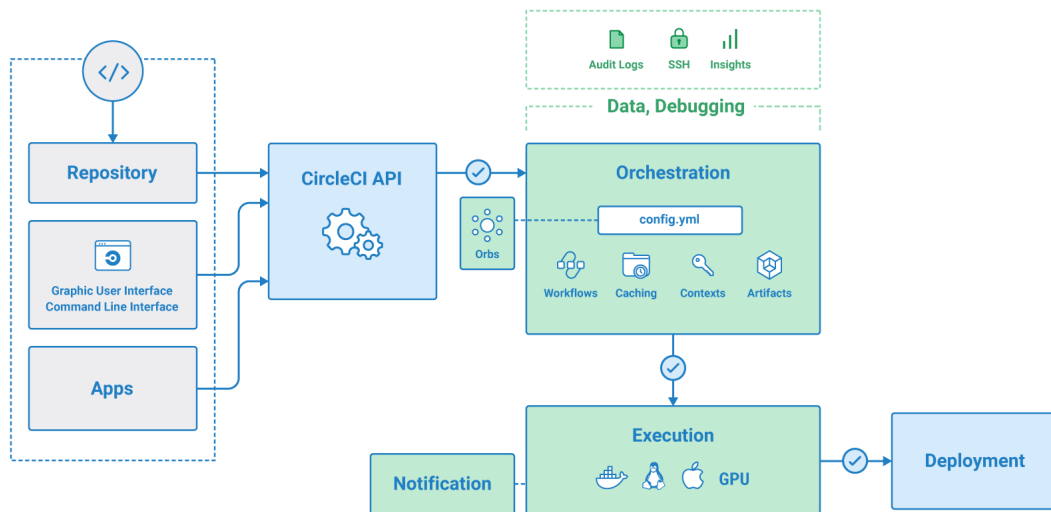 Audit Logs
SSH
Insights
Data, Debugging
</>
Repository
CircleCI API
Orchestration
config.yml
Orbs
Graphic User Interface
Command Line Interface
Workflows
Caching
Contexts
Artifacts
Apps
Execution
GPU
Notification
Deployment